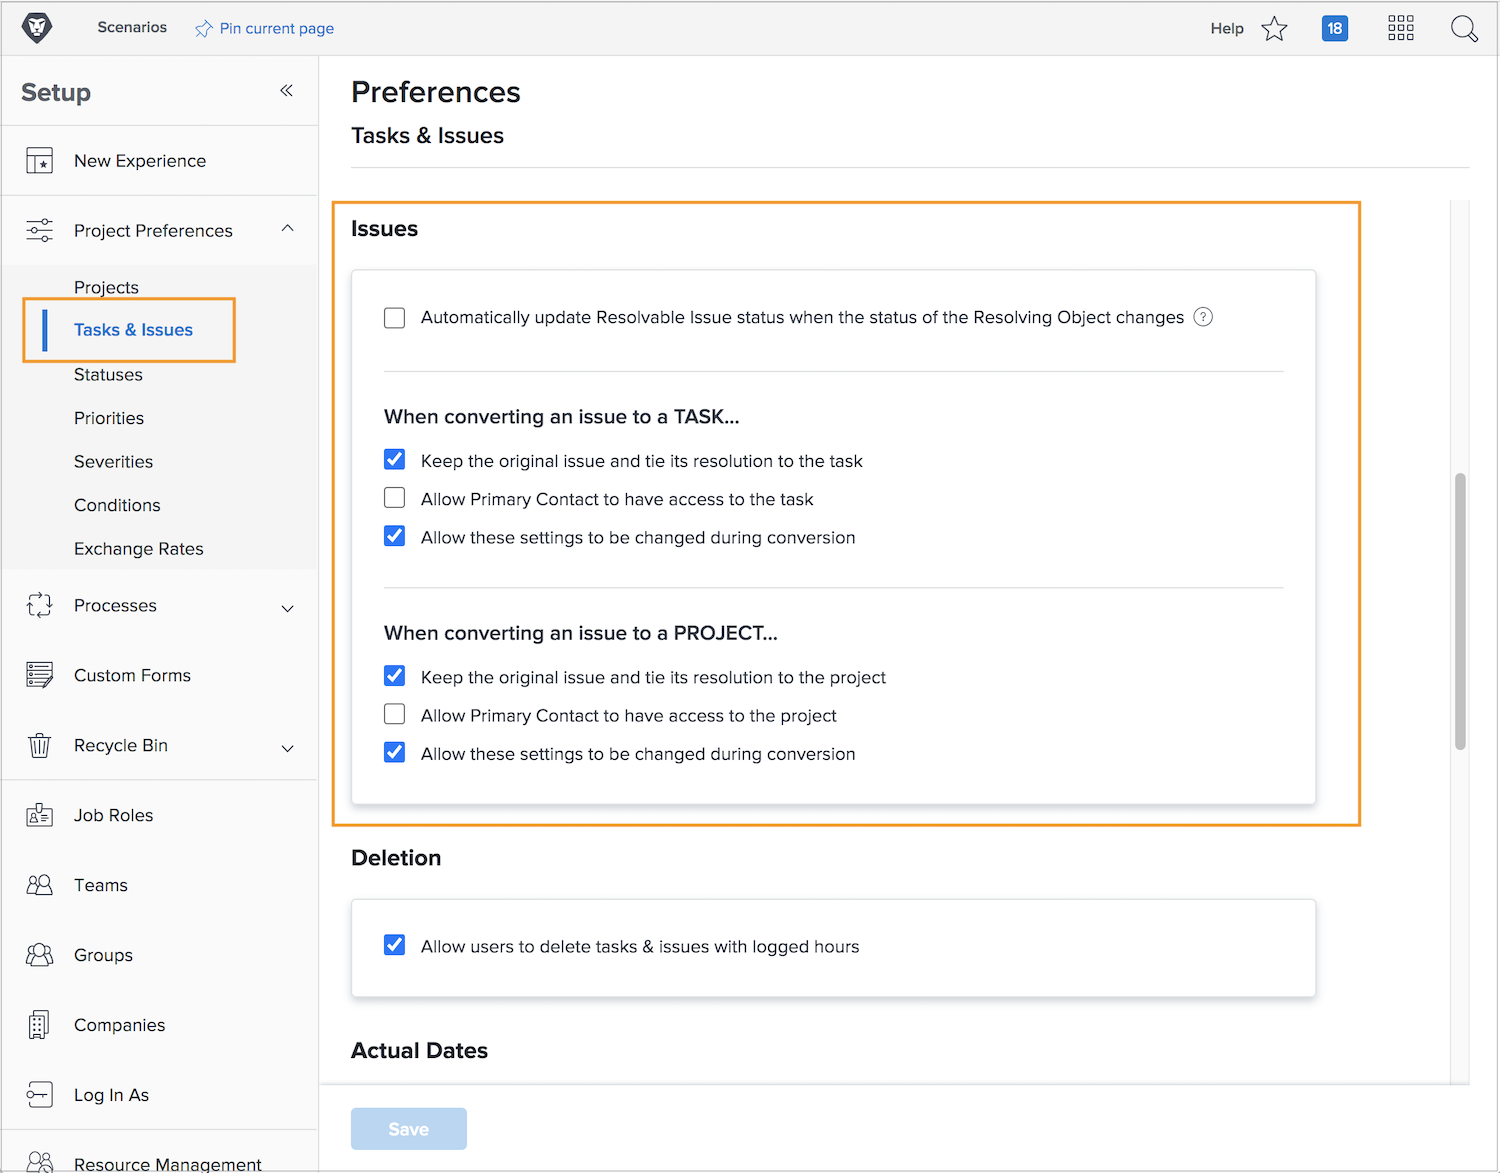 Scenarios
Pin current page
Help
18
Setup
New Experience
Project Preferences
Projects
Tasks & Issues
Statuses
Priorities
Severities
Conditions
Exchange Rates
Processes
Custom Forms
Recycle Bin
Job Roles
Teams
Groups
Companies
Log In As
Resource Management
Preferences
Tasks & Issues
Issues
Automatically update Resolvable Issue status when the status of the Resolving Object changes ?
When converting an issue to a TASK...
Keep the original issue and tie its resolution to the task
Allow Primary Contact to have access to the task
Allow these settings to be changed during conversion
When converting an issue to a PROJECT...
Keep the original issue and tie its resolution to the project
Allow Primary Contact to have access to the project
Allow these settings to be changed during conversion
Deletion
Allow users to delete tasks & issues with logged hours
Actual Dates
Save